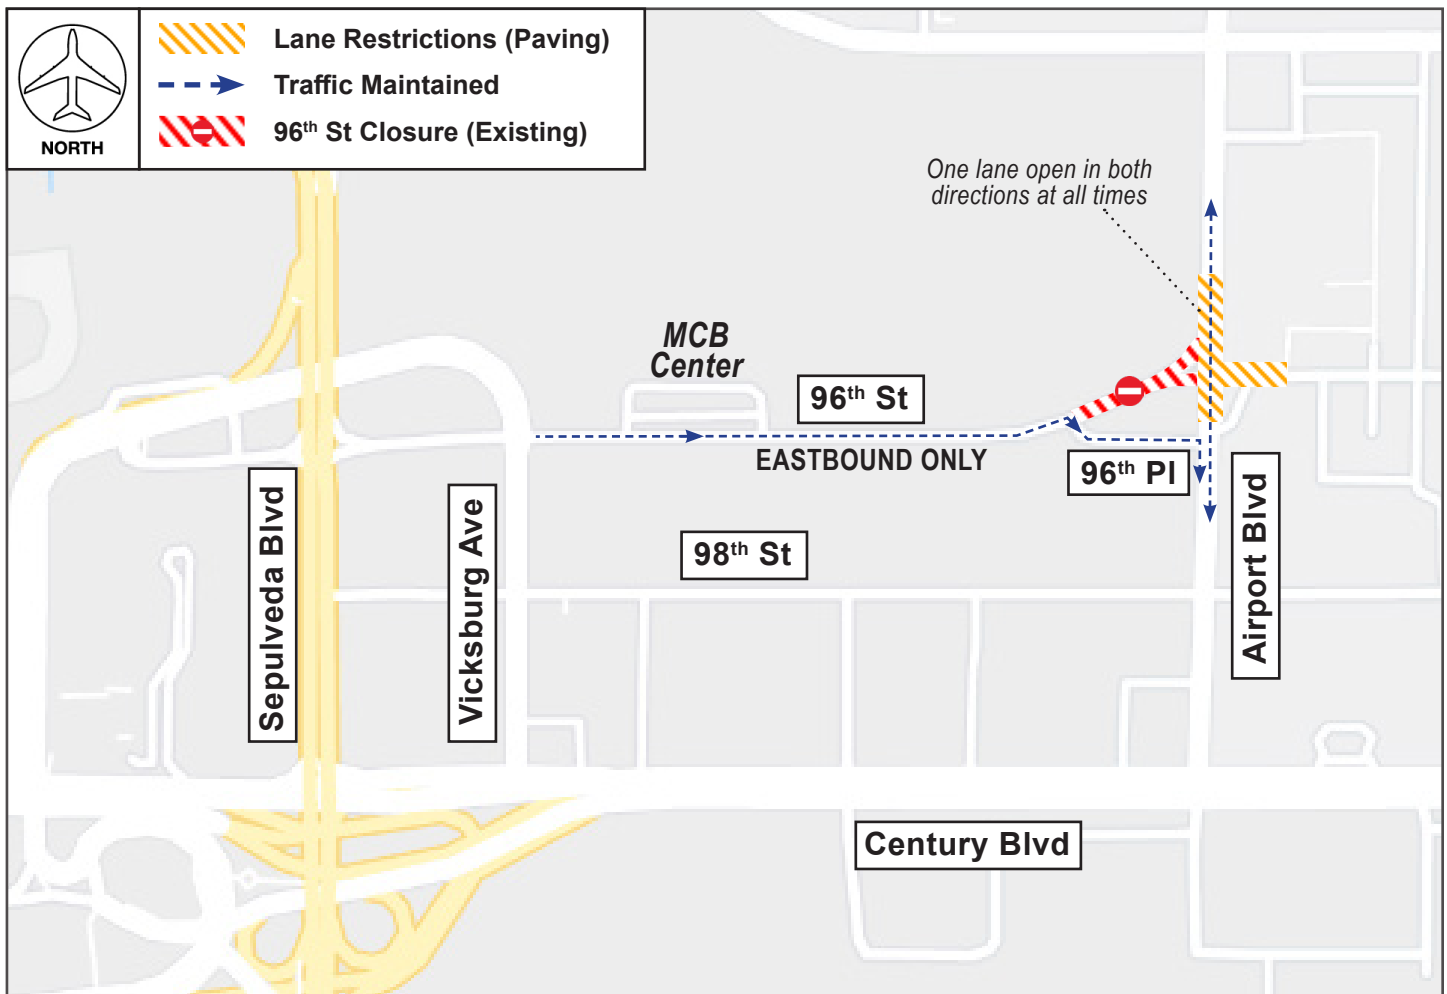 NORTH
Lane Restrictions (Paving)
Traffic Maintained
96th St Closure (Existing)
One lane open in both
directions at all times
MCB
Center
96th St
EASTBOUND ONLY
96th Pl
98th St
Sepulveda Blvd
Vicksburg Ave
Airport Blvd
Century Blvd